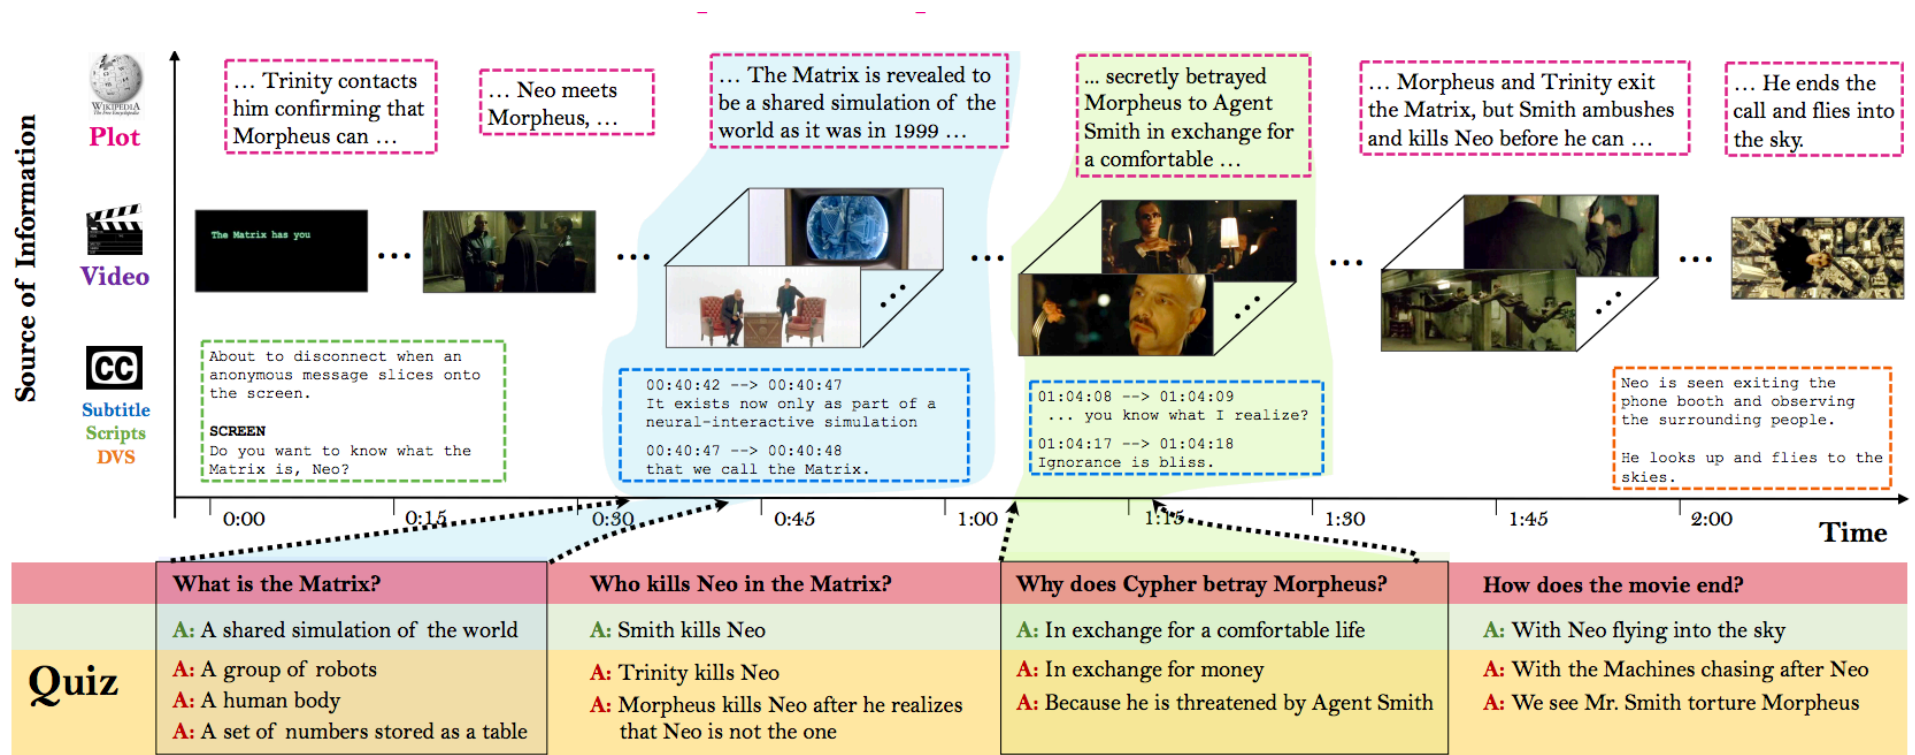 Source of Information
WIKIPEDIA
The Free Encyclopedia
Plot
… Trinity contacts
him confirming that
Morpheus can …
… Neo meets
Morpheus, …
… The Matrix is revealed to
be a shared simulation of the
world as it was in 1999 …
... secretly betrayed
Morpheus to Agent
Smith in exchange for
a comfortable …
… Morpheus and Trinity exit
the Matrix, but Smith ambushes
and kills Neo before he can …
… He ends the
call and flies into
the sky.
Video
The Matrix has you
CC
Subtitle
Scripts
DVS
About to disconnect when an
anonymous message slices onto
the screen.
SCREEN
Do you want to know what the
Matrix is, Neo?
00:40:42 --> 00:40:47
It exists now only as part of a
neural-interactive simulation
00:40:47 --> 00:40:48
that we call the Matrix.
01:04:08 --> 01:04:09
... you know what I realize?
01:04:17 --> 01:04:18
Ignorance is bliss.
Neo is seen exiting the
phone booth and observing
the surrounding people.
He looks up and flies to the
skies.
0:00 0:15 0:30 0:45 1:00 1:15 1:30 1:45 2:00
Time
Quiz
What is the Matrix?
A: A shared simulation of the world
A: A group of robots
A: A human body
A: A set of numbers stored as a table
Who kills Neo in the Matrix?
A: Smith kills Neo
A: Trinity kills Neo
A: Morpheus kills Neo after he realizes
that Neo is not the one
Why does Cypher betray Morpheus?
A: In exchange for a comfortable life
A: In exchange for money
A: Because he is threatened by Agent Smith
How does the movie end?
A: With Neo flying into the sky
A: With the Machines chasing after Neo
A: We see Mr. Smith torture Morpheus